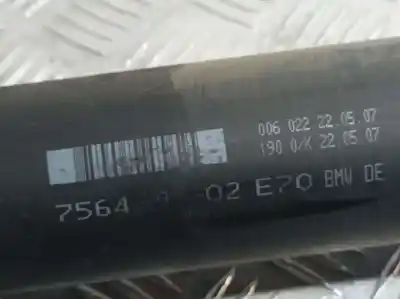 006 022 22.05.07
190 0/K 22.05.07
7564 02 E70 BMW DE